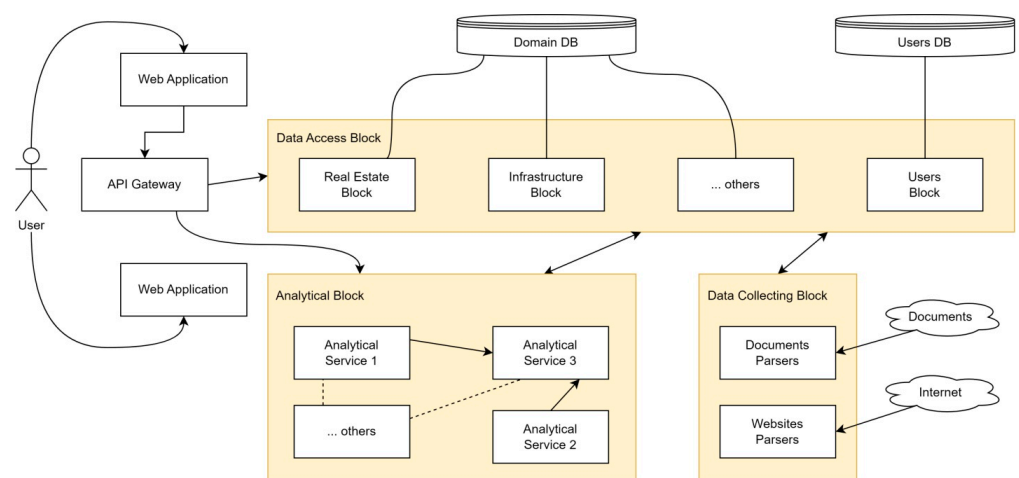 Domain DB
Users DB
Web Application
Data Access Block
API Gateway
Real Estate
Block
Infrastructure
Block
... others
Users
Block
User
Web Application
Analytical Block
Analytical
Service 1
Analytical
Service 3
... others
Analytical
Service 2
Data Collecting Block
Documents
Parsers
Documents
Websites
Parsers
Internet